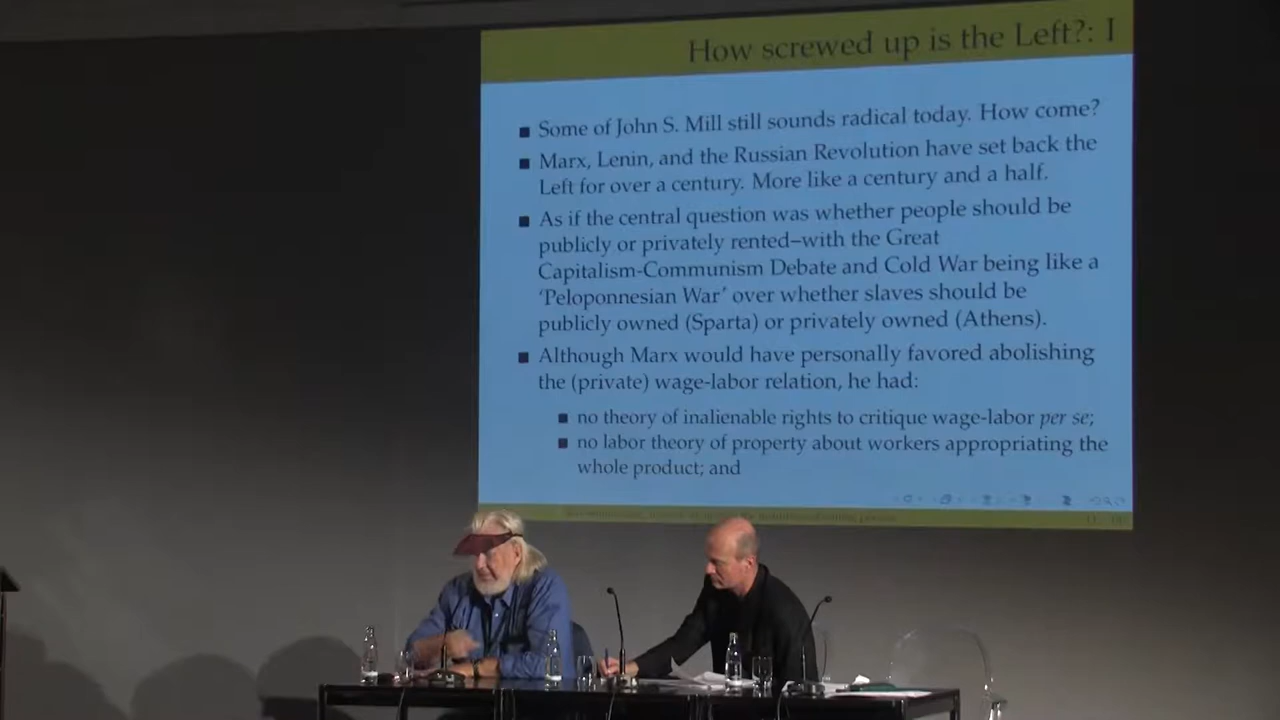 How screwed up is the Left?: I
Some of John S. Mill still sounds radical today. How come?
Marx, Lenin, and the Russian Revolution have set back the
Left for over a century. More like a century and a half.
As if the central question was whether people should be
publicly or privately rented–with the Great
Capitalism-Communism Debate and Cold War being like a
‘Peloponnesian War’ over whether slaves should be
publicly owned (Sparta) or privately owned (Athens).
Although Marx would have personally favored abolishing
the (private) wage-labor relation, he had:
no theory of inalienable rights to critique wage-labor per se;
no labor theory of property about workers appropriating the
whole product; and